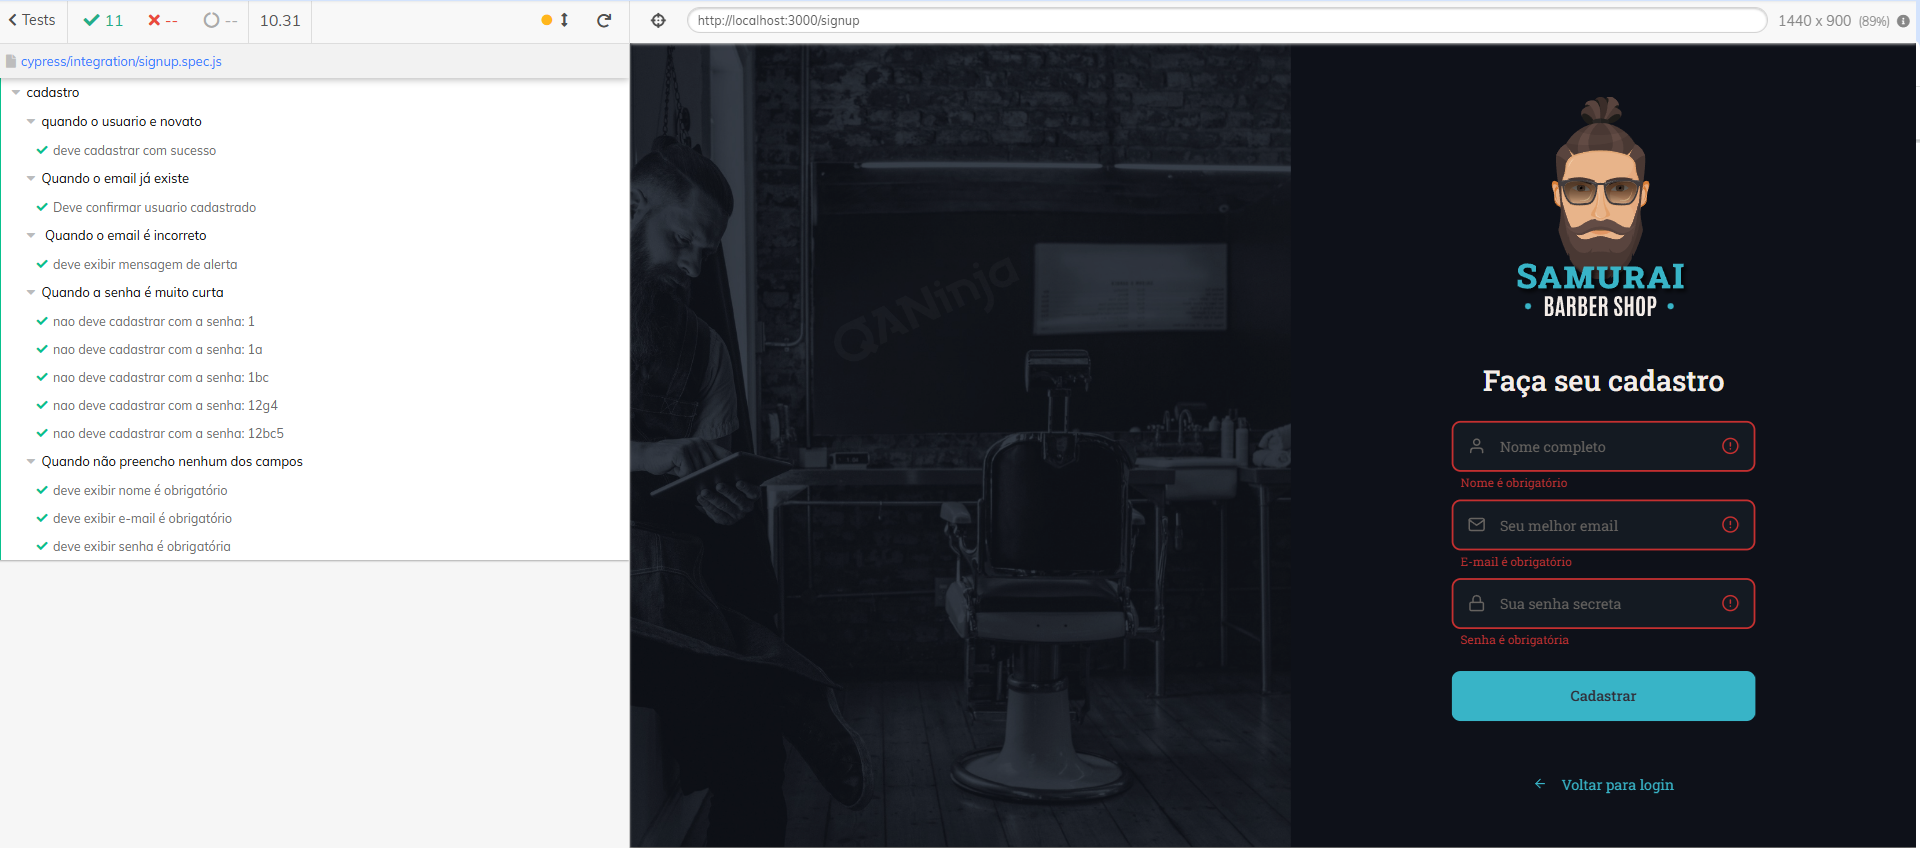 Tests
11
--
--
10.31
http://localhost:3000/signup
1440 x 900 (89%)
cypress/integration/signup.spec.js
cadastro
quando o usuario e novato
deve cadastrar com sucesso
Quando o email já existe
Deve confirmar usuario cadastrado
Quando o email é incorreto
deve exibir mensagem de alerta
Quando a senha é muito curta
nao deve cadastrar com a senha: 1
nao deve cadastrar com a senha: 1a
nao deve cadastrar com a senha: 1bc
nao deve cadastrar com a senha: 12g4
nao deve cadastrar com a senha: 12bc5
Quando não preencho nenhum dos campos
deve exibir nome é obrigatório
deve exibir e-mail é obrigatório
deve exibir senha é obrigatória
QANinja
SAMURAI
• BARBER SHOP •
Faça seu cadastro
Nome completo
Nome é obrigatório
Seu melhor email
E-mail é obrigatório
Sua senha secreta
Senha é obrigatória
Cadastrar
Voltar para login